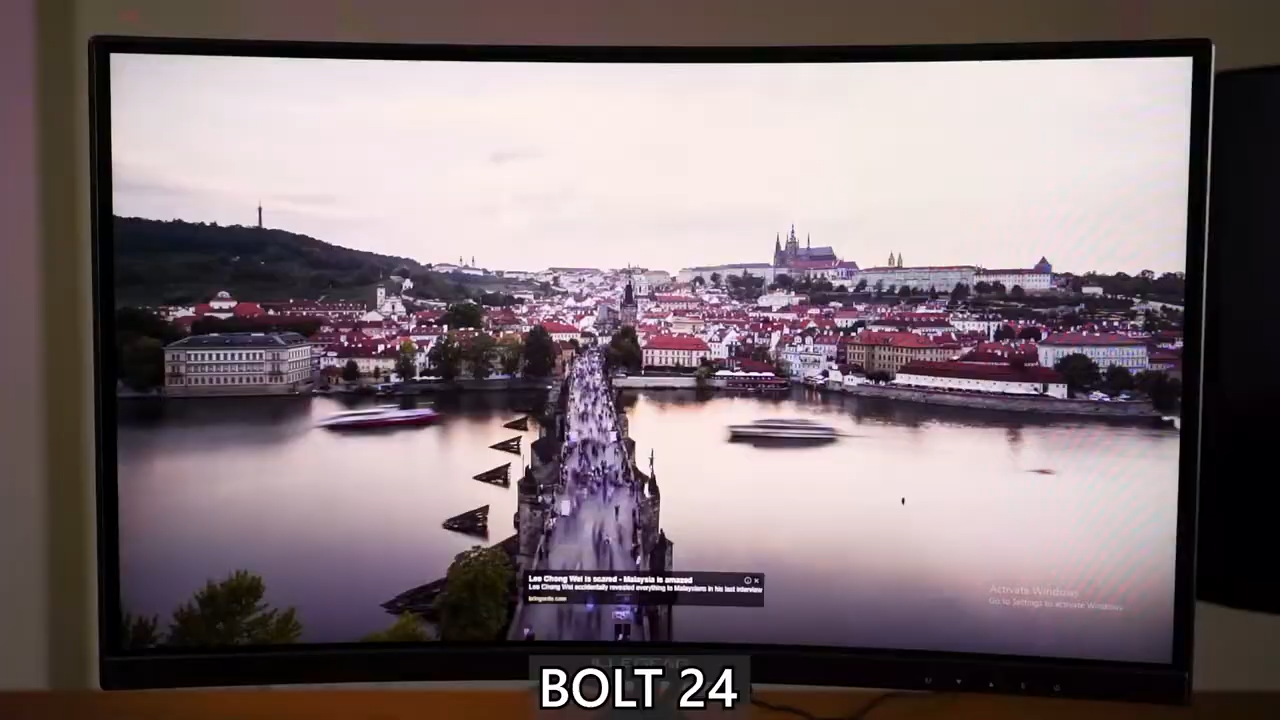 Lee Chong Wei is scared - Malaysia is amazed
Lee Chong Wei accidentally revealed everything to Malaysians in his last interview
Activate Windows
Go to Settings to activate Windows.
ILLEGEAR
BOLT 24